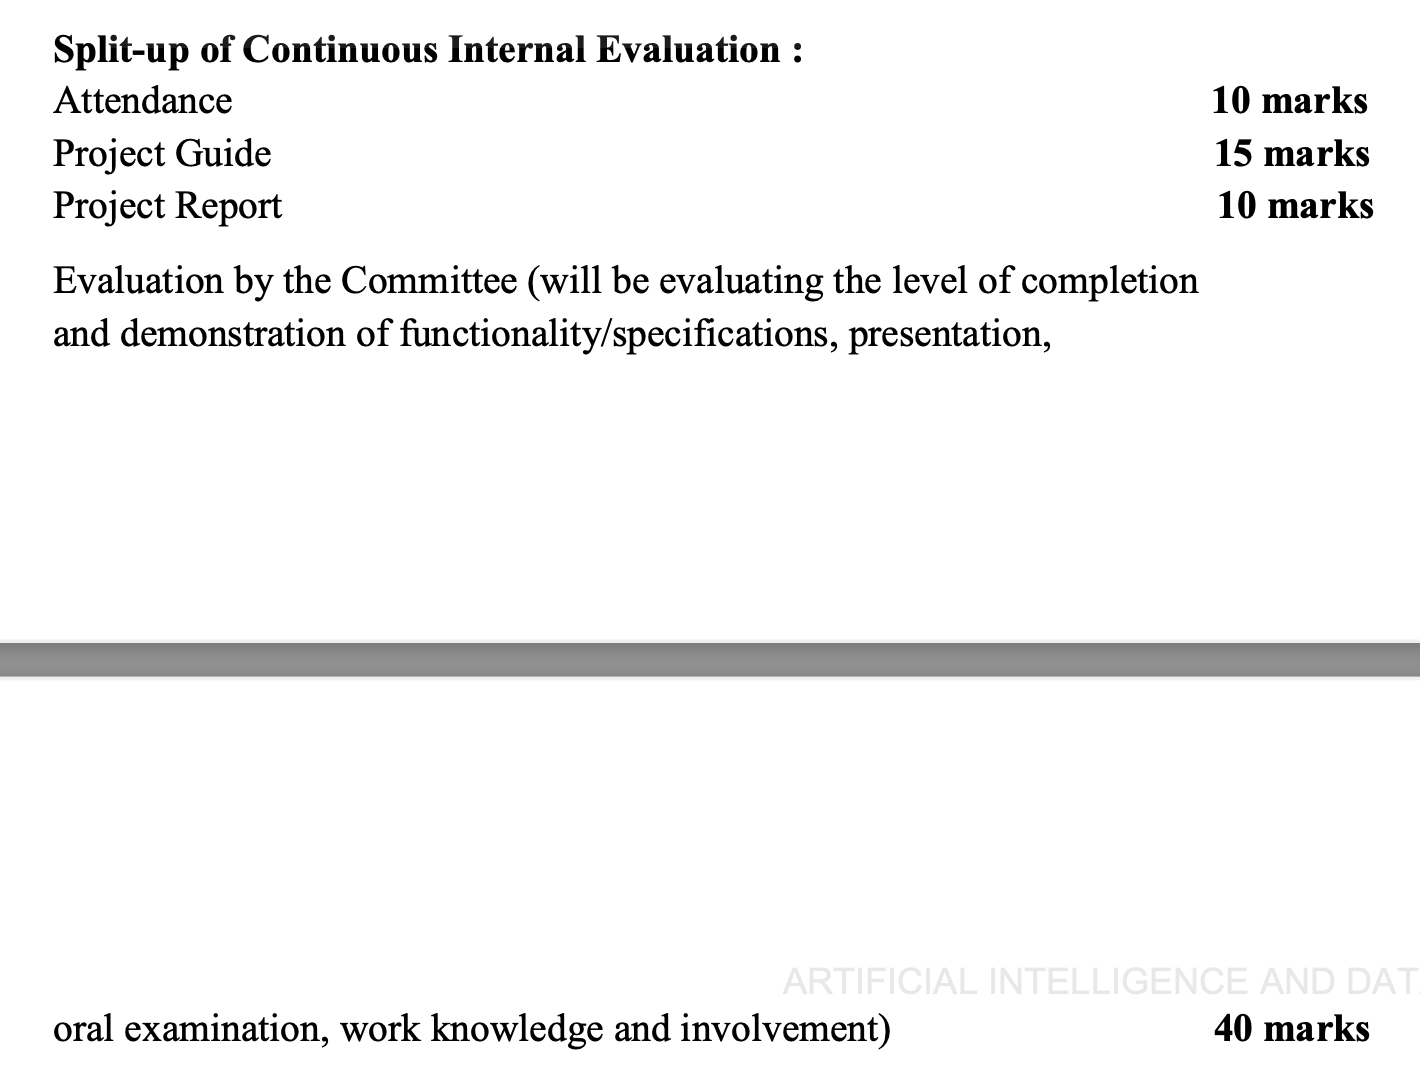 Split-up of Continuous Internal Evaluation :
Attendance 10 marks
Project Guide 15 marks
Project Report 10 marks
Evaluation by the Committee (will be evaluating the level of completion
and demonstration of functionality/specifications, presentation,
ARTIFICIAL INTELLIGENCE AND DAT
oral examination, work knowledge and involvement) 40 marks